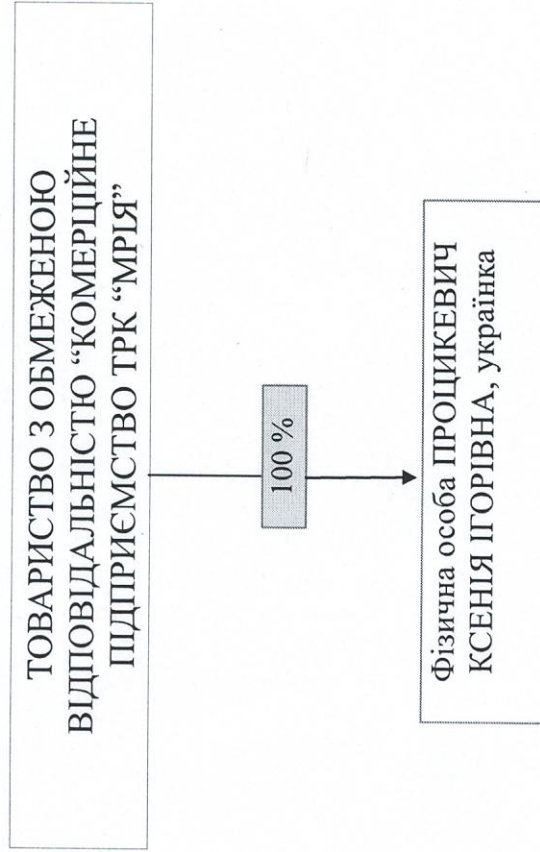 ТОВАРИСТВО З ОБМЕЖЕНОЮ
ВІДПОВІДАЛЬНІСТЮ “КОМЕРЦІЙНЕ
ПІДПРИЄМСТВО ТРК “МРІЯ”
100 %
Фізична особа ПРОЦИКЕВИЧ
КСЕНІЯ ІГОРІВНА, українка